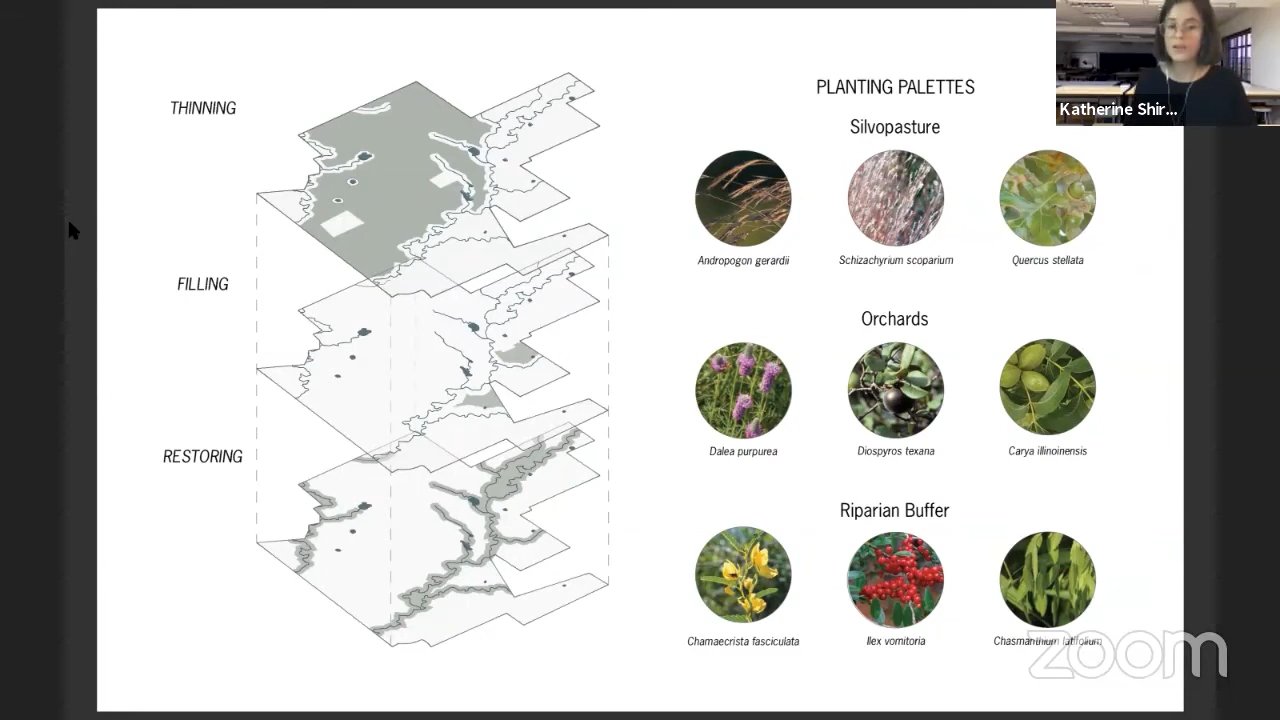 THINNING
FILLING
RESTORING
PLANTING PALETTES
Silvopasture
Andropogon gerardii
Schizachyrium scoparium
Quercus stellata
Orchards
Dalea purpurea
Diospyros texana
Carya illinoinensis
Riparian Buffer
Chamaecrista fasciculata
Ilex vomitoria
Chasmanthium latifolium
Katherine Shir...
zoom